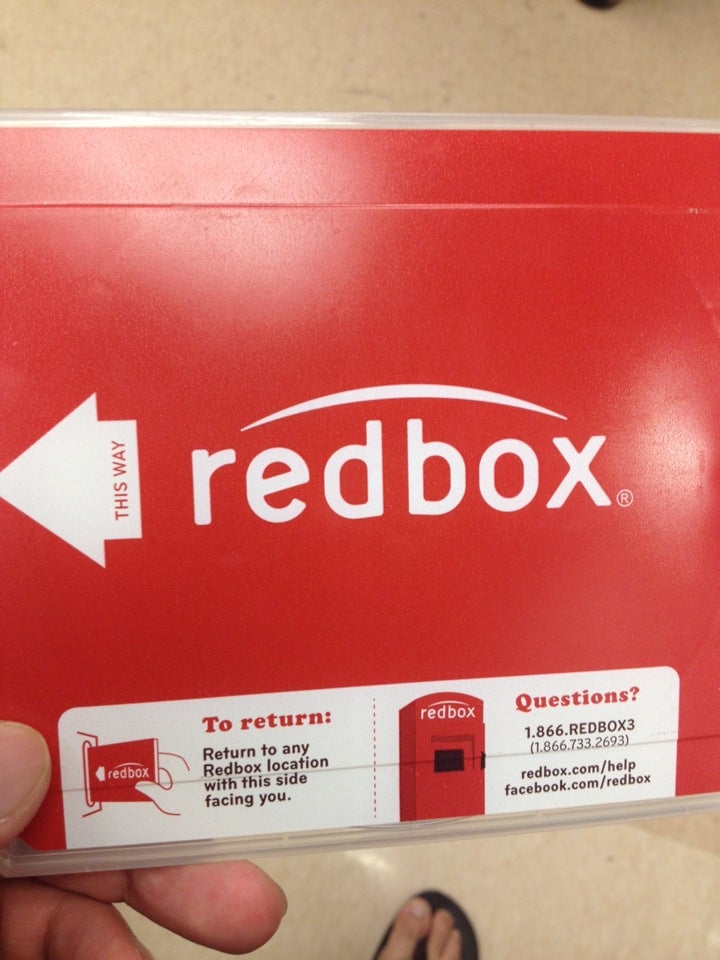 THIS WAY
redbox®
To return:
Return to any
Redbox location
with this side
facing you.
redbox
redbox
Questions?
1.866.REDBOX3
(1.866.733.2693)
redbox.com/help
facebook.com/redbox